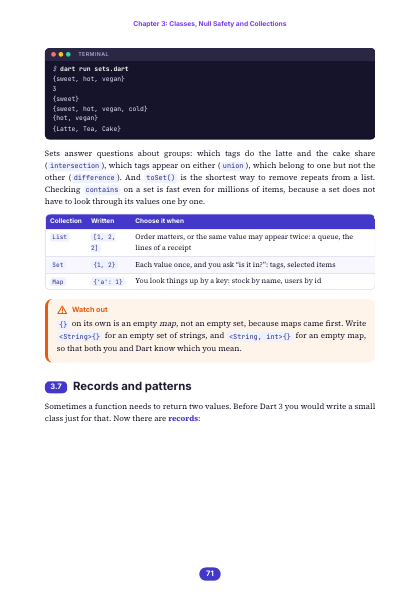 Chapter 3: Classes, Null Safety and Collections
TERMINAL
$ dart run sets.dart
{sweet, hot, vegan}
3
{sweet}
{sweet, hot, vegan, cold}
{hot, vegan}
{Latte, Tea, Cake}
Sets answer questions about groups: which tags do the latte and the cake share
(intersection), which tags appear on either (union), which belong to one but not the
other (difference). And toSet() is the shortest way to remove repeats from a list.
Checking contains on a set is fast even for millions of items, because a set does not
have to look through its values one by one.
Collection Written Choose it when
List [1, 2, 2] Order matters, or the same value may appear twice: a queue, the
lines of a receipt
Set {1, 2} Each value once, and you ask “is it in?”: tags, selected items
Map {'a': 1} You look things up by a key: stock by name, users by id
Watch out
{} on its own is an empty map, not an empty set, because maps came first. Write
<String>{} for an empty set of strings, and <String, int>{} for an empty map,
so that both you and Dart know which you mean.
3.7 Records and patterns
Sometimes a function needs to return two values. Before Dart 3 you would write a small
class just for that. Now there are records:
71